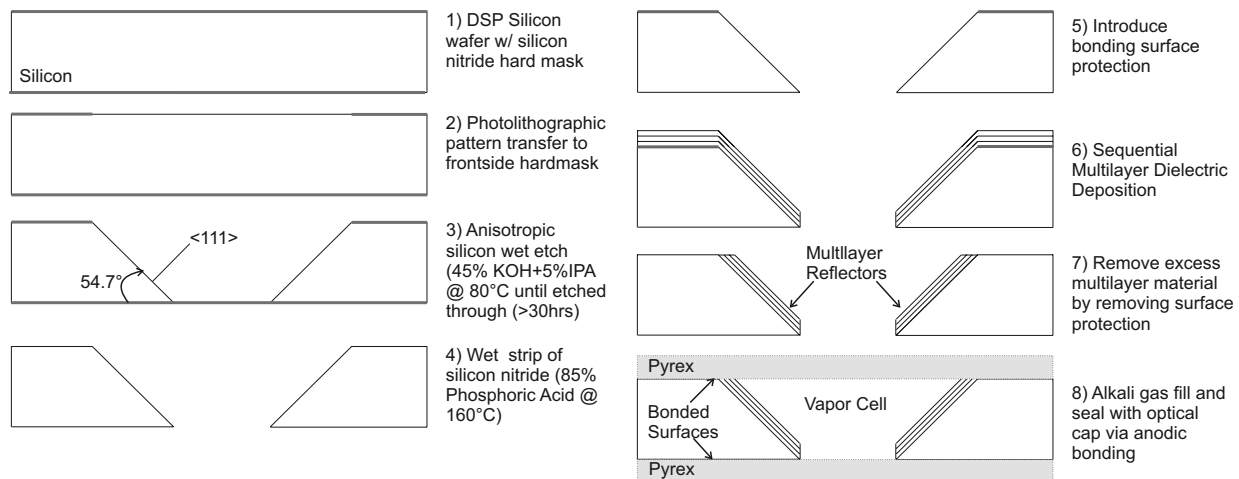 1) DSP Silicon
wafer w/ silicon
nitride hard mask
Silicon
2) Photolithographic
pattern transfer to
frontside hardmask
3) Anisotropic
silicon wet etch
(45% KOH+5%IPA
@ 80°C until etched
through (>30hrs)
<111>
54.7°
4) Wet strip of
silicon nitride (85%
Phosphoric Acid @
160°C)
5) Introduce
bonding surface
protection
6) Sequential
Multilayer Dielectric
Deposition
Multllayer
Reflectors
7) Remove excess
multilayer material
by removing surface
protection
Pyrex
Bonded
Surfaces
Vapor Cell
Pyrex
8) Alkali gas fill and
seal with optical
cap via anodic
bonding